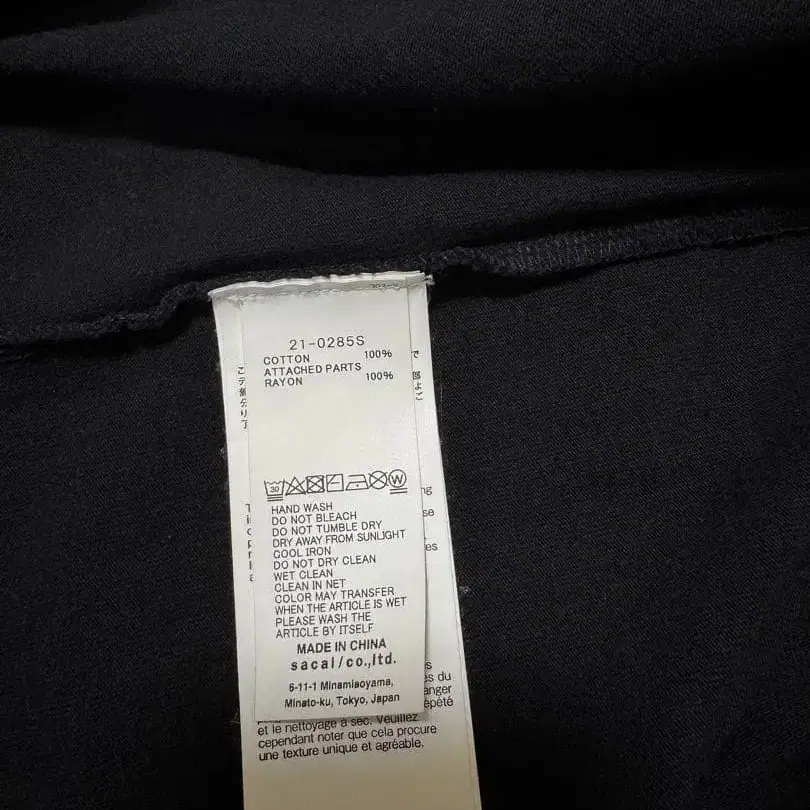 21-0285S
COTTON 100%
ATTACHED PARTS
RAYON 100%
30
W
HAND WASH
DO NOT BLEACH
DO NOT TUMBLE DRY
DRY AWAY FROM SUNLIGHT
COOL IRON
DO NOT DRY CLEAN
WET CLEAN
CLEAN IN NET
COLOR MAY TRANSFER
WHEN THE ARTICLE IS WET
PLEASE WASH THE
ARTICLE BY ITSELF
MADE IN CHINA
sacai/co.,ltd.
6-11-1 Minamiaoyama,
Minato-ku, Tokyo, Japan
et le nettoyage à sec. Veuillez
cependant noter que cela procure
une texture unique et agréable.